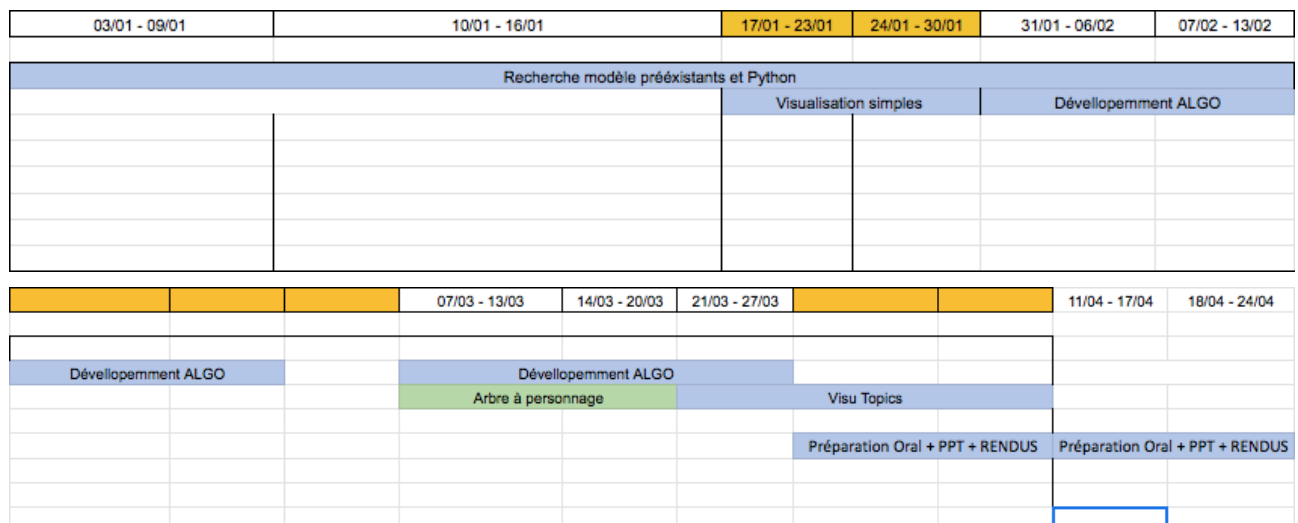 03/01 - 09/01 10/01 - 16/01 17/01 - 23/01 24/01 - 30/01 31/01 - 06/02 07/02 - 13/02
Recherche modèle prééxistants et Python
Visualisation simples Dévellopemment ALGO
07/03 - 13/03 14/03 - 20/03 21/03 - 27/03 11/04 - 17/04 18/04 - 24/04
Dévellopemment ALGO Dévellopemment ALGO
Arbre à personnage Visu Topics
Préparation Oral + PPT + RENDUS Préparation Oral + PPT + RENDUS